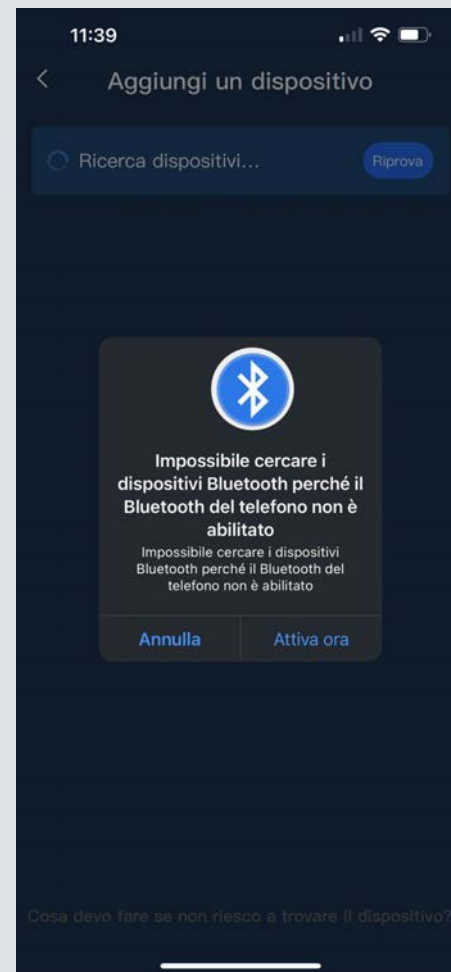 11:39
Aggiungi un dispositivo
Ricerca dispositivi...
Riprova
Impossibile cercare i
dispositivi Bluetooth perché il
Bluetooth del telefono non è
abilitato
Impossibile cercare i dispositivi
Bluetooth perché il Bluetooth del
telefono non è abilitato
Annulla
Attiva ora
Cosa devo fare se non riesco a trovare il dispositivo?